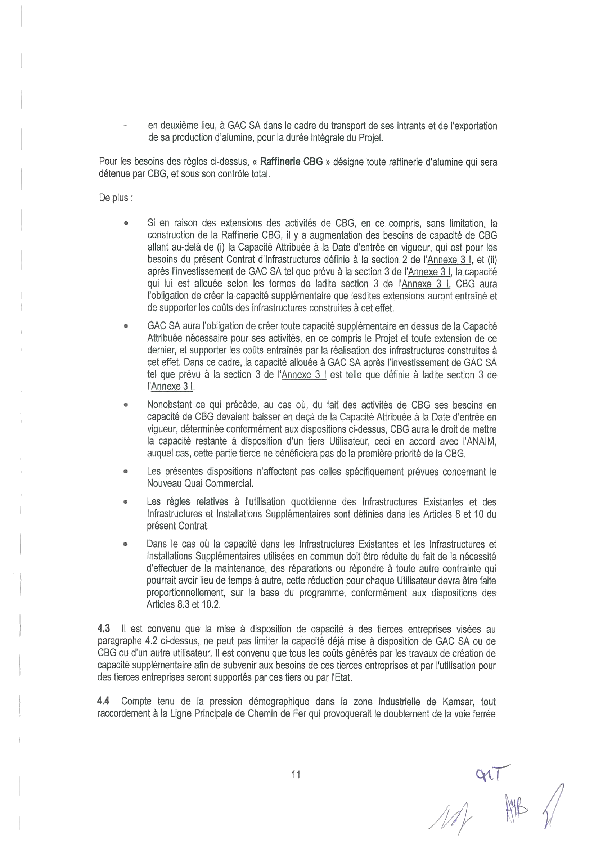 - en deuxième lieu, à GAC SA dans le cadre du transport de ses intrants et de l'exportation
de sa production d'alumine, pour la durée Intégrale du Projet.
Pour les besoins des règles ci-dessus, « Raffinerie CBG » désigne toute raffinerie d'alumine qui sera
détenue par CBG, et sous son contrôle total.
De plus :
• Si en raison des extensions des activités de CBG, en ce compris, sans limitation, la
construction de la Raffinerie CBG, il y a augmentation des besoins de capacité de CBG
allant au-delà de (i) la Capacité Attribuée à la Date d'entrée en vigueur, qui est pour les
besoins du présent Contrat d'Infrastructures définie à la section 2 de l'Annexe 3 I, et (ii)
après l'investissement de GAC SA tel que prévu à la section 3 de l'Annexe 3 I, la capacité
qui lui est allouée selon les formes de ladite section 3 de l'Annexe 3 I, CBG aura
l'obligation de créer la capacité supplémentaire que lesdites extensions auront entraîné et
de supporter les coûts des infrastructures construites à cet effet.
• GAC SA aura l'obligation de créer toute capacité supplémentaire en dessus de la Capacité
Attribuée nécessaire pour ses activités, en ce compris le Projet et toute extension de ce
dernier, et supporter les coûts entraînés par la réalisation des infrastructures construites à
cet effet. Dans ce cadre, la capacité allouée à GAC SA après l'investissement de GAC SA
tel que prévu à la section 3 de l'Annexe 3 I est telle que définie à ladite section 3 de
l'Annexe 3 I.
• Nonobstant ce qui précède, au cas où, du fait des activités de CBG ses besoins en
capacité de CBG devaient baisser en deçà de la Capacité Attribuée à la Date d'entrée en
vigueur, déterminée conformément aux dispositions ci-dessus, CBG aura le droit de mettre
la capacité restante à disposition d'un tiers Utilisateur, ceci en accord avec l'ANAIM,
auquel cas, cette partie tierce ne bénéficiera pas de la première priorité de la CBG.
• Les présentes dispositions n'affectent pas celles spécifiquement prévues concernant le
Nouveau Quai Commercial.
• Les règles relatives à l'utilisation quotidien des Infrastructures Existantes et des
Infrastructures et Installations Supplémentaires sont définies dans les Articles 8 et 10 du
présent Contrat
• Dans le cas où la capacité dans les Infrastructures Existantes et les Infrastructures et
Installations Supplémentaires utilisées en commun doit être réduite du fait de la nécessité
d'effectuer de la maintenance, des réparations ou répondre à toute autre contrainte qui
pourrait avoir lieu de temps à autre, cette réduction pour chaque Utilisateur devra être faite
proportionnellement, sur la base du programme, conformément aux dispositions des
Articles 8.3 et 10.2.
4.3 Il est convenu que la mise à disposition de capacité à des tierces entreprises visées au
paragraphe 4.2 ci-dessus, ne peut pas limiter la capacité déjà mise à disposition de GAC SA ou de
CBG ou d'un autre utilisateur. Il est convenu que tous les coûts générés par les travaux de création de
capacité supplémentaire afin de subvenir aux besoins de ces tierces entreprises et par l'utilisation pour
des tierces entreprises seront supportés par ces tiers ou par l'Etat.
4.4 Compte tenu de la pression démographique dans la zone Industrielle de Kamsar, tout
raccordement à la Ligne Principale de Chemin de Fer qui provoquerait le doublement de la voie ferrée
11